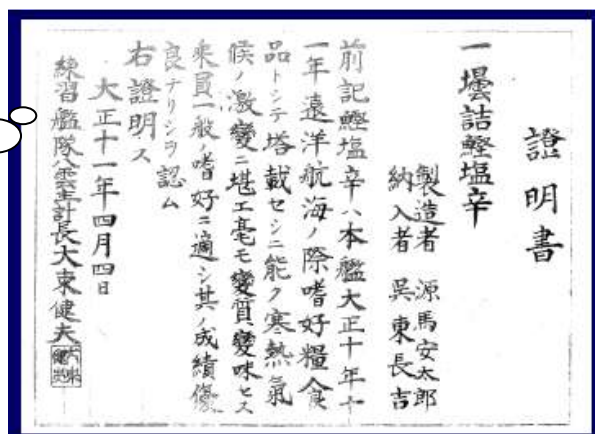 證明書
一壜詰鰹塩辛
製造者 源馬安太郎
納入者 呉東長吉
前記鰹塩辛ハ本艦大正十年十
一年遠洋航海ノ際嗜好糧食
品トシテ塔載セシニ能ク寒熱氣
候ノ激變ニ堪エ毫モ變質變味セス
乗員一般ノ嗜好ニ適シ其ノ成績優
良ナリシヲ認ム
右證明ス
大正十一年四月四日
練習艦隊八雲主計長大東健夫